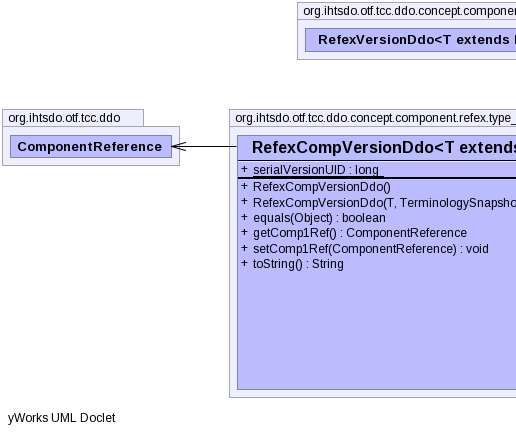 org.ihtsdo.otf.tcc.ddo.concept.componen
RefexVersionDdo<T extends
org.ihtsdo.otf.tcc.ddo
ComponentReference
org.ihtsdo.otf.tcc.ddo.concept.component.refex.type_
RefexCompVersionDdo<T extends
+ serialVersionUID : long
+ RefexCompVersionDdo()
+ RefexCompVersionDdo(T, TerminologySnapsho
+ equals(Object) : boolean
+ getComp1Ref() : ComponentReference
+ setComp1Ref(ComponentReference) : void
+ toString() : String
yWorks UML Doclet